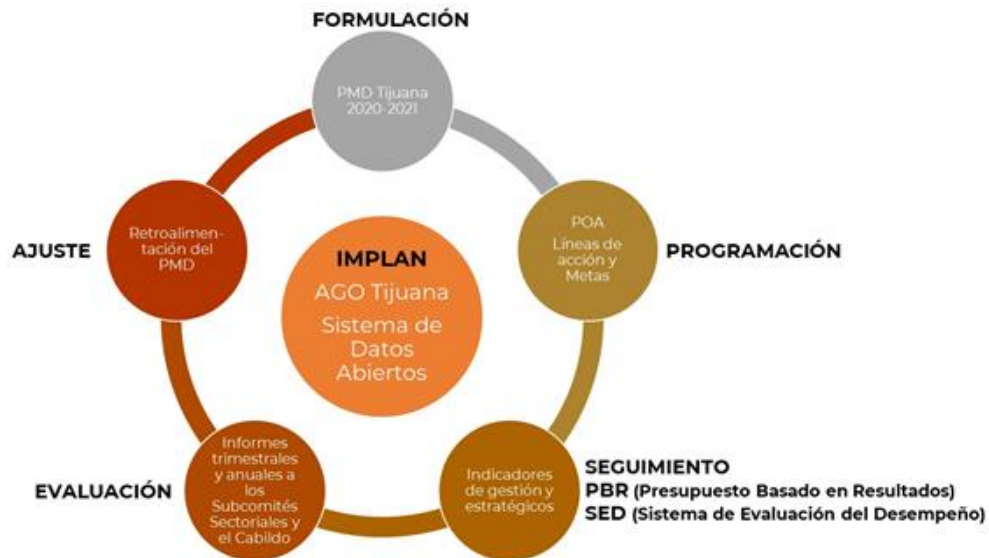 FORMULACIÓN
PMD Tijuana
2020-2021
AJUSTE
Retroalimen-
tación del
PMD
IMPLAN
AGO Tijuana
Sistema de
Datos
Abiertos
POA
Líneas de
acción y
Metas
PROGRAMACIÓN
EVALUACIÓN
Informes
trimestrales
y anuales a
los
Subcomités
Sectoriales y
el Cabildo
Indicadores
de gestión y
estratégicos
SEGUIMIENTO
PBR (Presupuesto Basado en Resultados)
SED (Sistema de Evaluación del Desempeño)